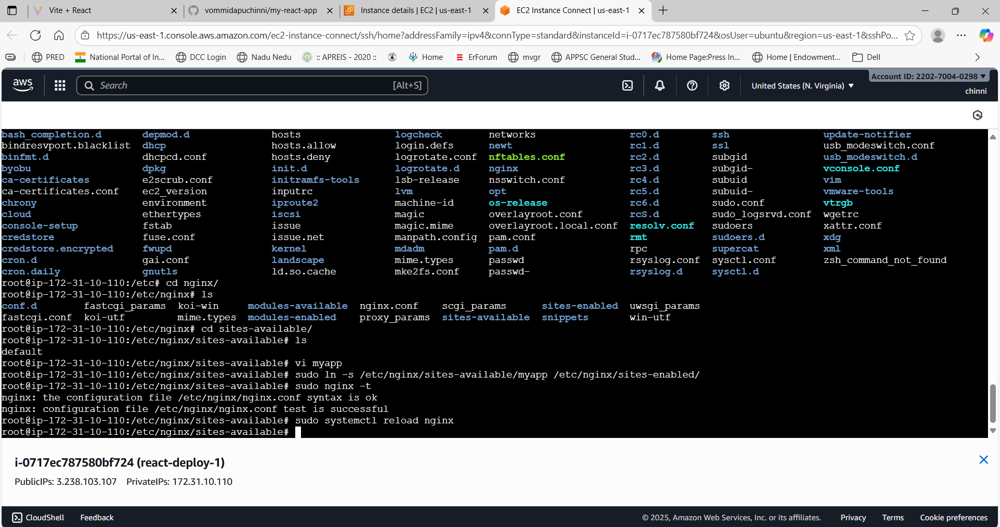 Vite + React
vommidapuchinni/my-react-app
Instance details | EC2 | us-east-1
EC2 Instance Connect | us-east-1
https://us-east-1.console.aws.amazon.com/ec2-instance-connect/ssh/home?addressFamily=ipv4&connType=standard&instanceId=i-0717ec787580bf724&osUser=ubuntu&region=us-east-1&sshPo...
PRED National Portal of In... DCC Login Nadu Nedu :: APREIS - 2020 :: Home ErForum mvgr APPSC General Stud... Home Page:Press In... Home | Endowment... Dell
aws Search [Alt+S] United States (N. Virginia) ▼ Account ID: 2202-7004-0298 ▼
chinni
bash_completion.d depmod.d hosts logcheck networks rc0.d ssh update-notifier
bindresvport.blacklist dhcp hosts.allow login.defs newt rc1.d ssl usb_modeswitch.conf
binfmt.d dhcpcd.conf hosts.deny logrotate.conf nftables.conf rc2.d subgid usb_modeswitch.d
byobu dpkg init.d logrotate.d nginx rc3.d subgid- vconsole.conf
ca-certificates e2scrub.conf initramfs-tools lsb-release nsswitch.conf rc4.d subuid vim
ca-certificates.conf ec2_version inputrc lvm opt rc5.d subuid- vmware-tools
chrony environment iproute2 machine-id os-release rc6.d sudo.conf vtrgb
cloud ethertypes iscsi magic overlayroot.conf rcS.d sudo_logsrvd.conf wgetrc
console-setup fstab issue magic.mime overlayroot.local.conf resolv.conf sudoers xattr.conf
credstore fuse.conf issue.net manpath.config pam.conf rmt sudoers.d xdg
credstore.encrypted fwupd kernel mdadm pam.d rpc supercat xml
cron.d gai.conf landscape mime.types passwd rsyslog.conf sysctl.conf zsh_command_not_found
cron.daily gnutls ld.so.cache mke2fs.conf passwd- rsyslog.d sysctl.d
root@ip-172-31-10-110:/etc# cd nginx/
root@ip-172-31-10-110:/etc/nginx# ls
conf.d fastcgi_params koi-win modules-available nginx.conf scgi_params sites-enabled uwsgi_params
fastcgi.conf koi-utf mime.types modules-enabled proxy_params sites-available snippets win-utf
root@ip-172-31-10-110:/etc/nginx# cd sites-available/
root@ip-172-31-10-110:/etc/nginx/sites-available# ls
default
root@ip-172-31-10-110:/etc/nginx/sites-available# vi myapp
root@ip-172-31-10-110:/etc/nginx/sites-available# sudo ln -s /etc/nginx/sites-available/myapp /etc/nginx/sites-enabled/
root@ip-172-31-10-110:/etc/nginx/sites-available# sudo nginx -t
nginx: the configuration file /etc/nginx/nginx.conf syntax is ok
nginx: configuration file /etc/nginx/nginx.conf test is successful
root@ip-172-31-10-110:/etc/nginx/sites-available# sudo systemctl reload nginx
root@ip-172-31-10-110:/etc/nginx/sites-available#
i-0717ec787580bf724 (react-deploy-1)
PublicIPs: 3.238.103.107 PrivateIPs: 172.31.10.110
CloudShell Feedback © 2025, Amazon Web Services, Inc. or its affiliates. Privacy Terms Cookie preferences